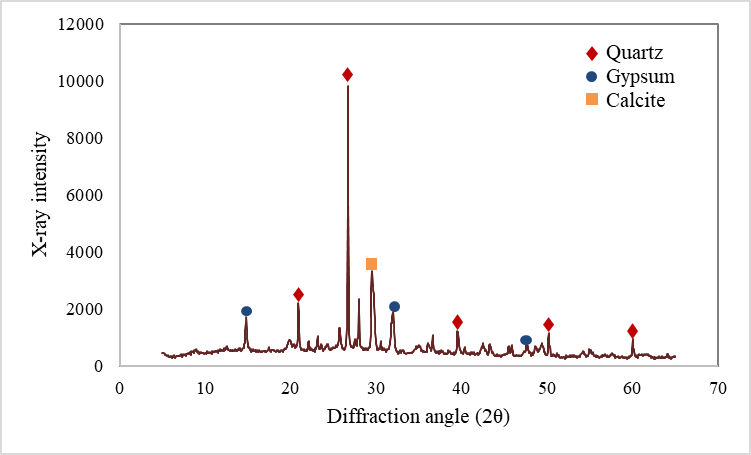 12000
10000
8000
6000
4000
2000
0
X-ray intensity
Quartz
Gypsum
Calcite
0 10 20 30 40 50 60 70
Diffraction angle (2θ)